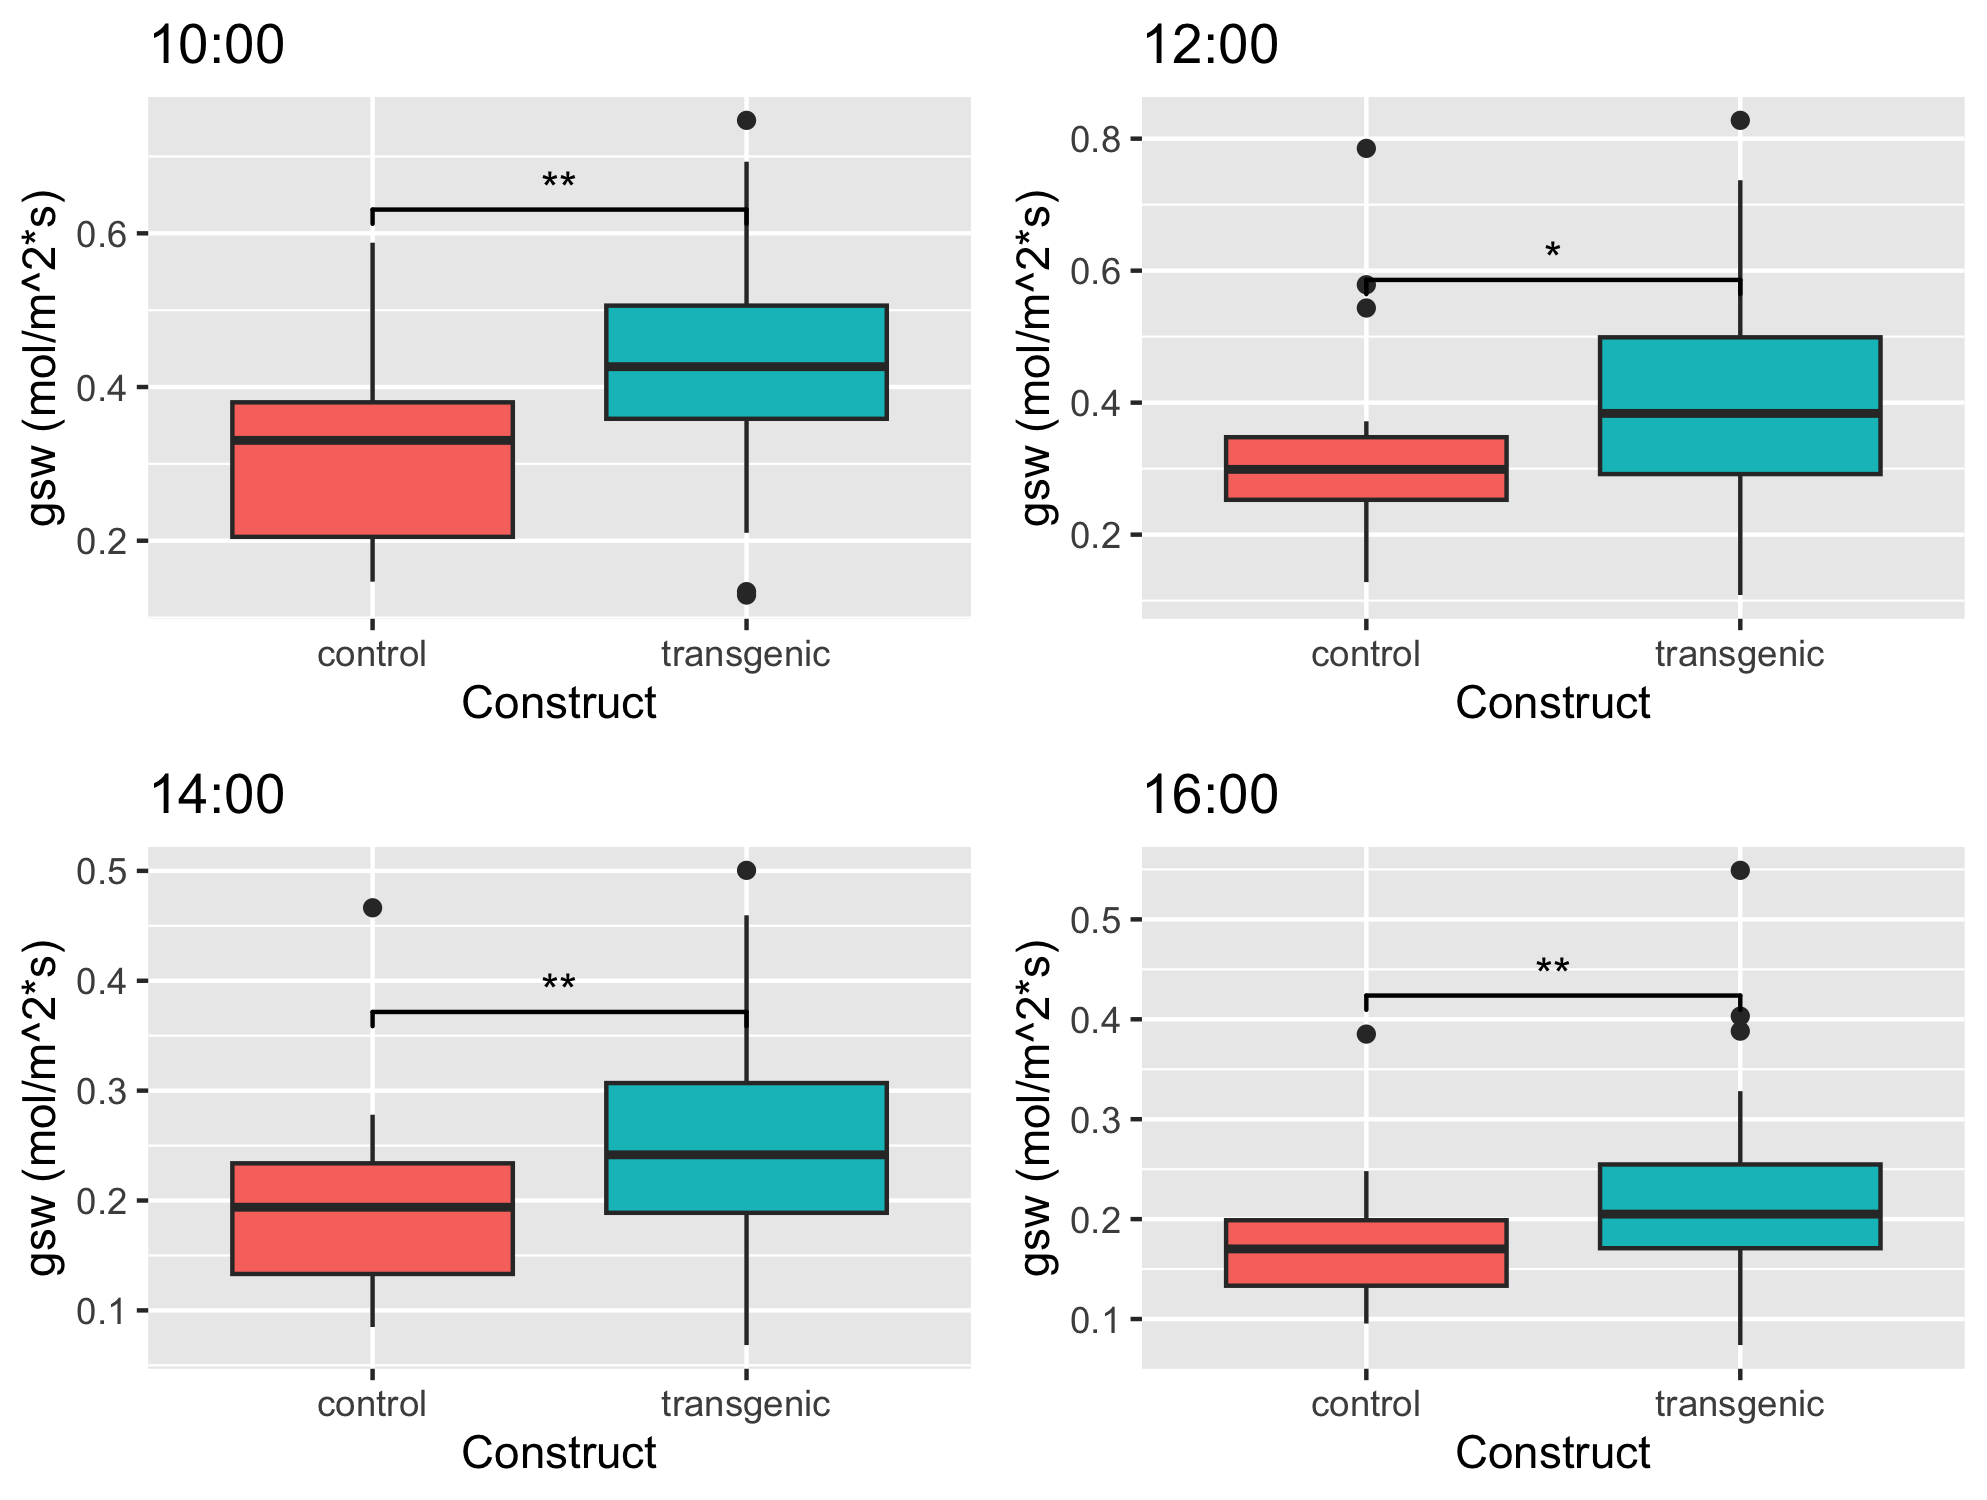 10:00
gsw (mol/m^2*s)
0.6
0.4
0.2
**
control transgenic
Construct
12:00
gsw (mol/m^2*s)
0.8
0.6
0.4
0.2
*
control transgenic
Construct
14:00
gsw (mol/m^2*s)
0.5
0.4
0.3
0.2
0.1
**
control transgenic
Construct
16:00
gsw (mol/m^2*s)
0.5
0.4
0.3
0.2
0.1
**
control transgenic
Construct